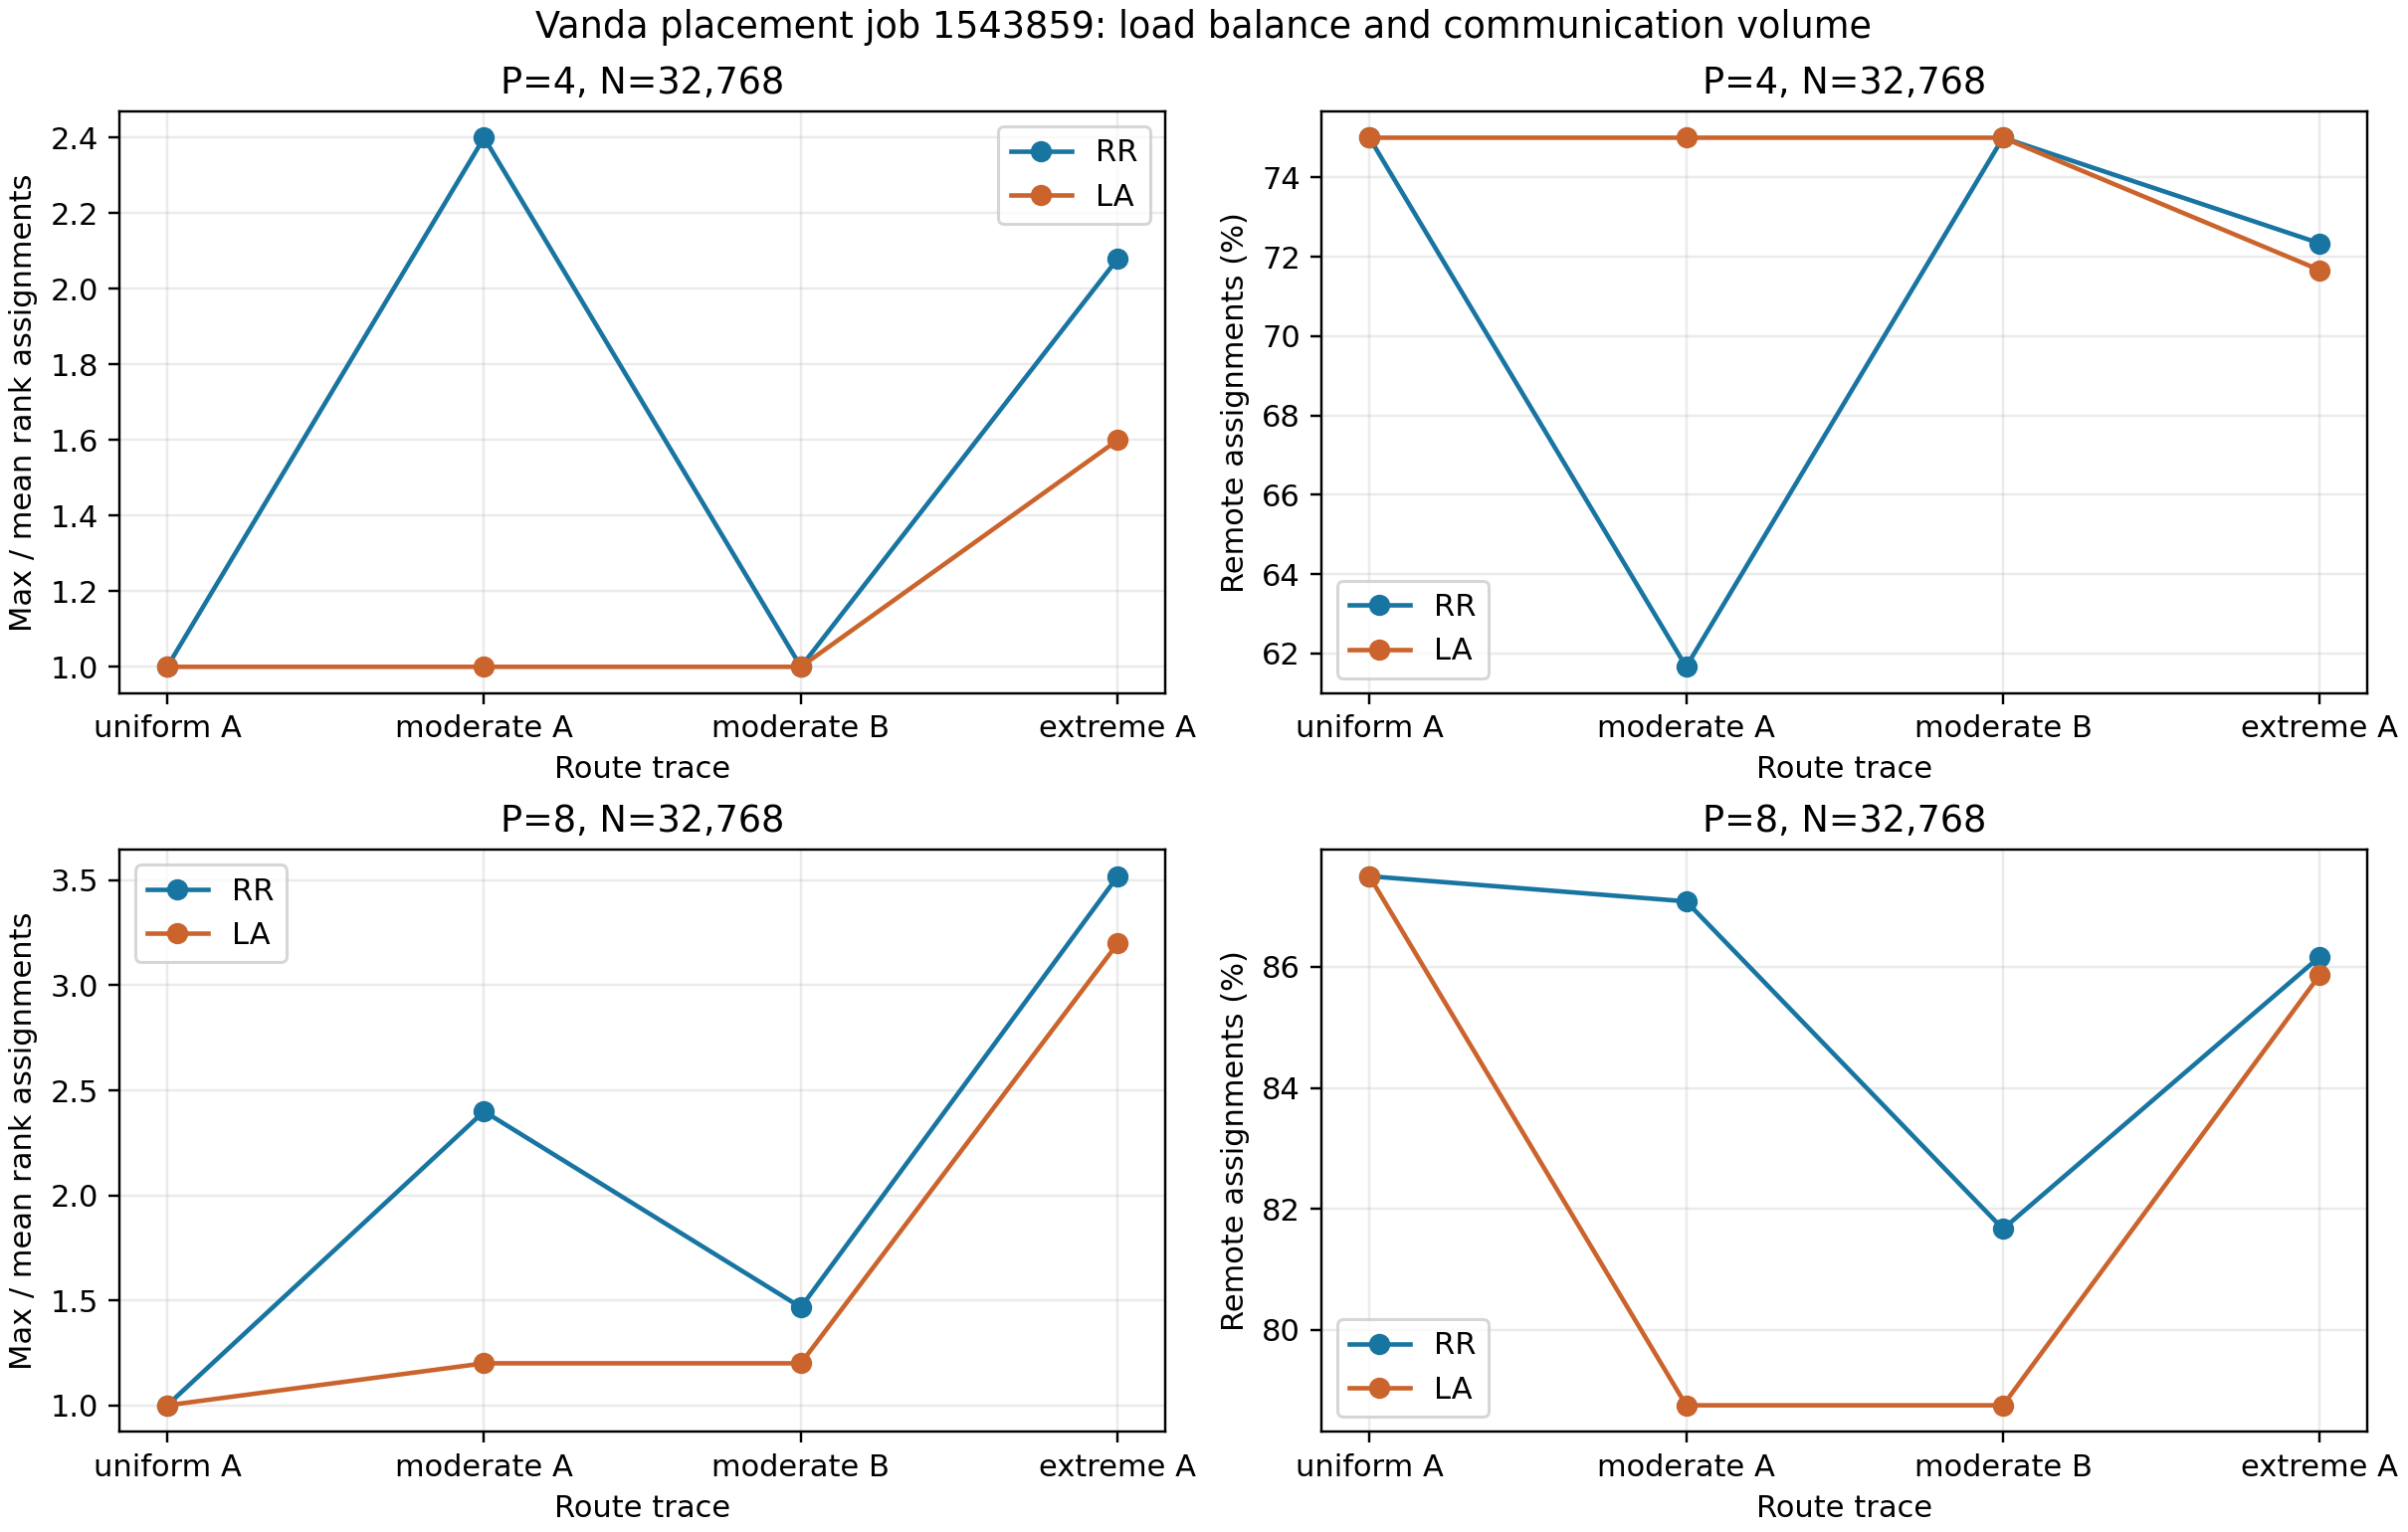 Vanda placement job 1543859: load balance and communication volume
P=4, N=32,768
Max / mean rank assignments
2.4
2.2
2.0
1.8
1.6
1.4
1.2
1.0
RR
LA
uniform A
moderate A
moderate B
extreme A
Route trace
P=4, N=32,768
Remote assignments (%)
74
72
70
68
66
64
62
RR
LA
uniform A
moderate A
moderate B
extreme A
Route trace
P=8, N=32,768
Max / mean rank assignments
3.5
3.0
2.5
2.0
1.5
1.0
RR
LA
uniform A
moderate A
moderate B
extreme A
Route trace
P=8, N=32,768
Remote assignments (%)
86
84
82
80
RR
LA
uniform A
moderate A
moderate B
extreme A
Route trace